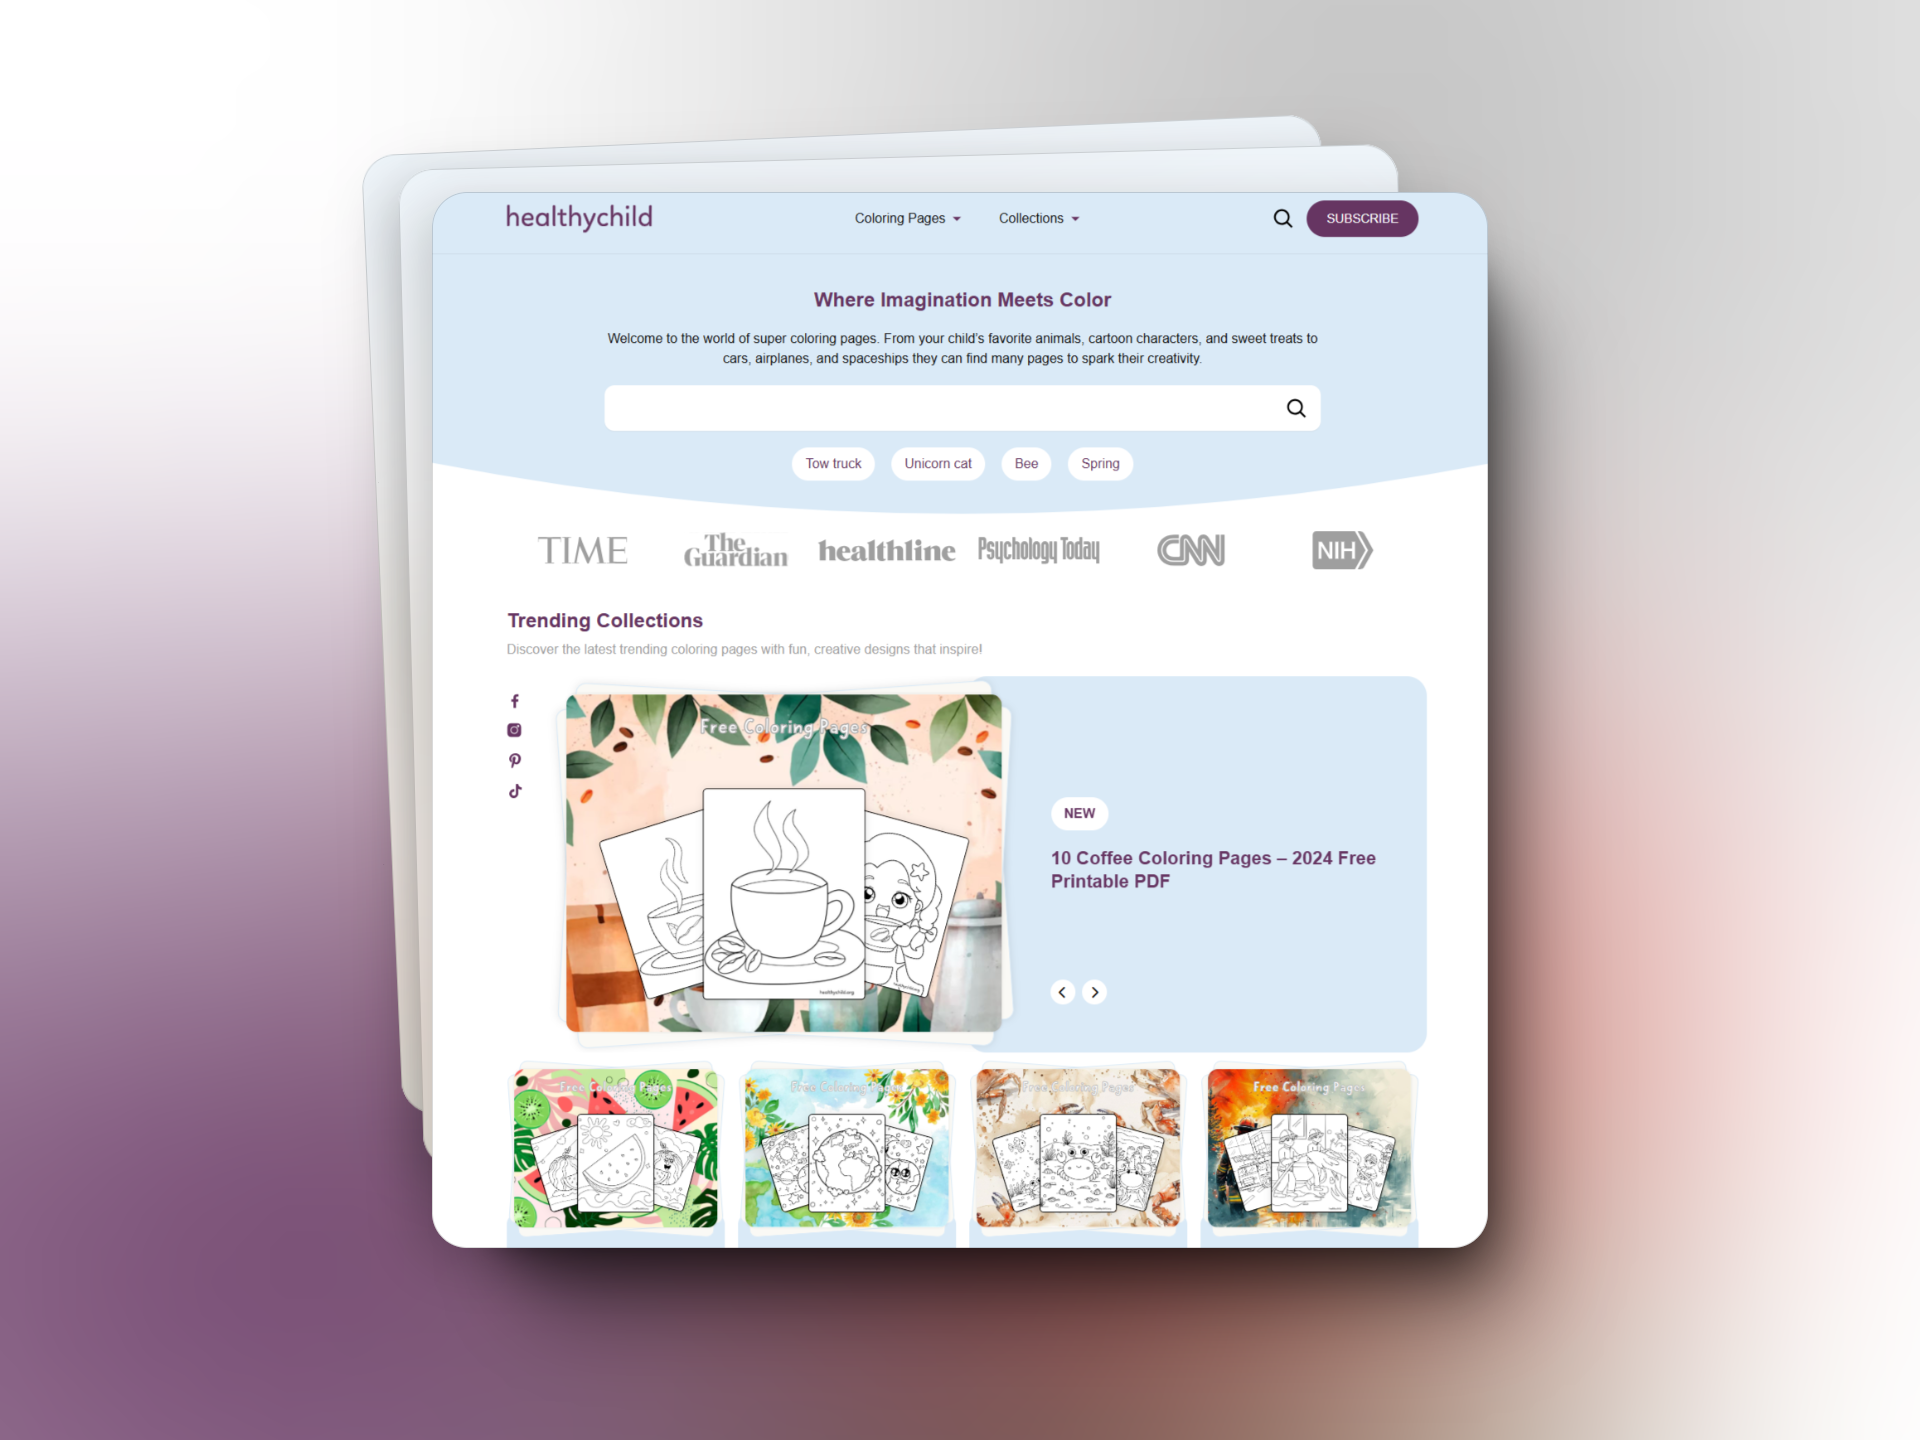 healthychild
Coloring Pages
Collections
SUBSCRIBE
Where Imagination Meets Color
Welcome to the world of super coloring pages. From your child's favorite animals, cartoon characters, and sweet treats to
cars, airplanes, and spaceships they can find many pages to spark their creativity.
Tow truck
Unicorn cat
Bee
Spring
TIME
The
Guardian
healthline
Psychology Today
CNN
NIH
Trending Collections
Discover the latest trending coloring pages with fun, creative designs that inspire!
Free Coloring Pages
healthychild.org
healthychild.org
NEW
10 Coffee Coloring Pages – 2024 Free
Printable PDF
Free Coloring Pages
Free Coloring Pages
Free Coloring Pages
Free Coloring Pages